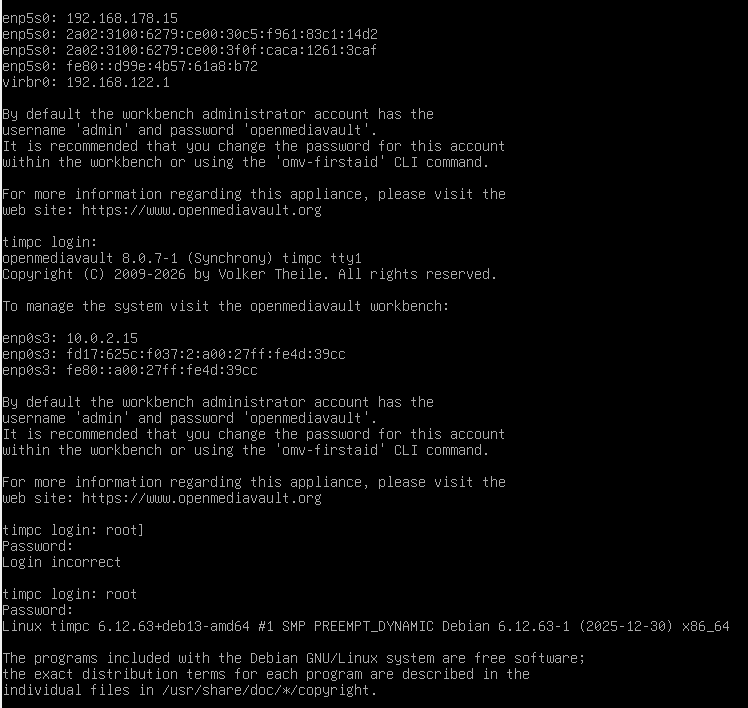 enp5s0: 192.168.178.15
enp5s0: 2a02:3100:6279:ce00:30c5:f961:83c1:14d2
enp5s0: 2a02:3100:6279:ce00:3f0f:caca:1261:3caf
enp5s0: fe80::d99e:4b57:61a8:b72
virbr0: 192.168.122.1
By default the workbench administrator account has the
username 'admin' and password 'openmediavault'.
It is recommended that you change the password for this account
within the workbench or using the 'omv-firstaid' CLI command.
For more information regarding this appliance, please visit the
web site: https://www.openmediavault.org
timpc login:
openmediavault 8.0.7-1 (Synchrony) timpc tty1
Copyright (C) 2009-2026 by Volker Theile. All rights reserved.
To manage the system visit the openmediavault workbench:
enp0s3: 10.0.2.15
enp0s3: fd17:625c:f037:2:a00:27ff:fe4d:39cc
enp0s3: fe80::a00:27ff:fe4d:39cc
By default the workbench administrator account has the
username 'admin' and password 'openmediavault'.
It is recommended that you change the password for this account
within the workbench or using the 'omv-firstaid' CLI command.
For more information regarding this appliance, please visit the
web site: https://www.openmediavault.org
timpc login: root]
Password:
Login incorrect
timpc login: root
Password:
Linux timpc 6.12.63+deb13-amd64 #1 SMP PREEMPT_DYNAMIC Debian 6.12.63-1 (2025-12-30) x86_64
The programs included with the Debian GNU/Linux system are free software;
the exact distribution terms for each program are described in the
individual files in /usr/share/doc/*/copyright.